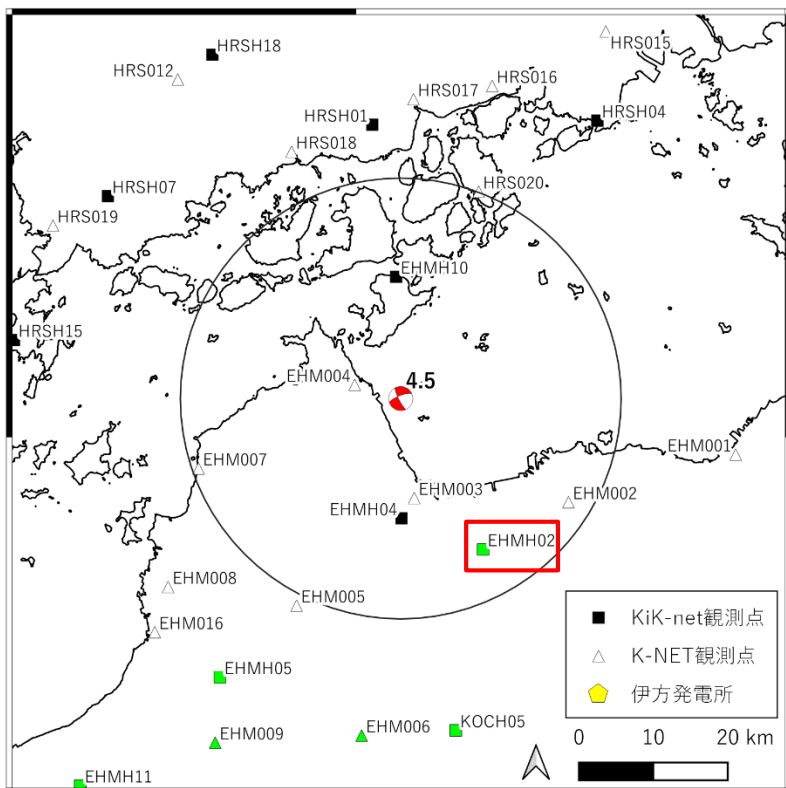 HRSH18
HRS015
HRS012
HRS016
HRS017
HRSH01
HRSH04
HRS018
HRSH07
HRS020
HRS019
EHMH10
HRSH15
EHM004
4.5
EHM007
EHM001
EHM003
EHM002
EHMH04
EHMH02
EHM008
EHM005
EHM016
EHMH05
EHM009
EHM006
KOCH05
EHMH11
KiK-net観測点
K-NET観測点
伊方発電所
0 10 20 km